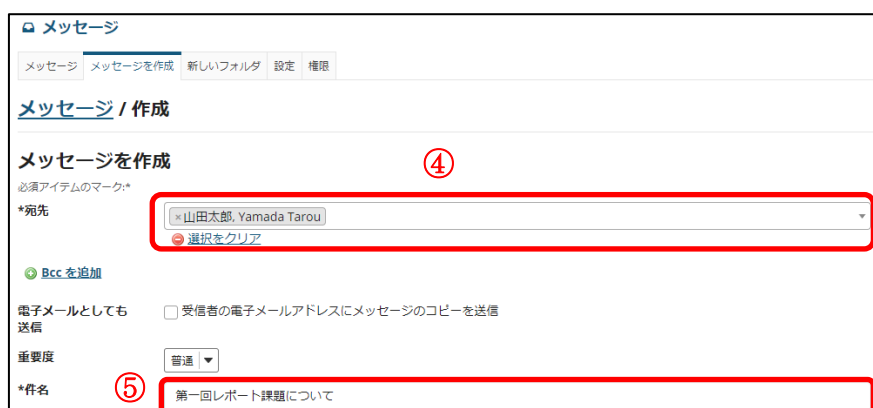 メッセージ
メッセージ メッセージを作成 新しいフォルダ 設定 権限
メッセージ / 作成
メッセージを作成
④
必須アイテムのマーク:*
*宛先
×山田太郎, Yamada Tarou
選択をクリア
Bcc を追加
電子メールとしても
送信
受信者の電子メールアドレスにメッセージのコピーを送信
重要度
普通
*件名
⑤
第一回レポート課題について